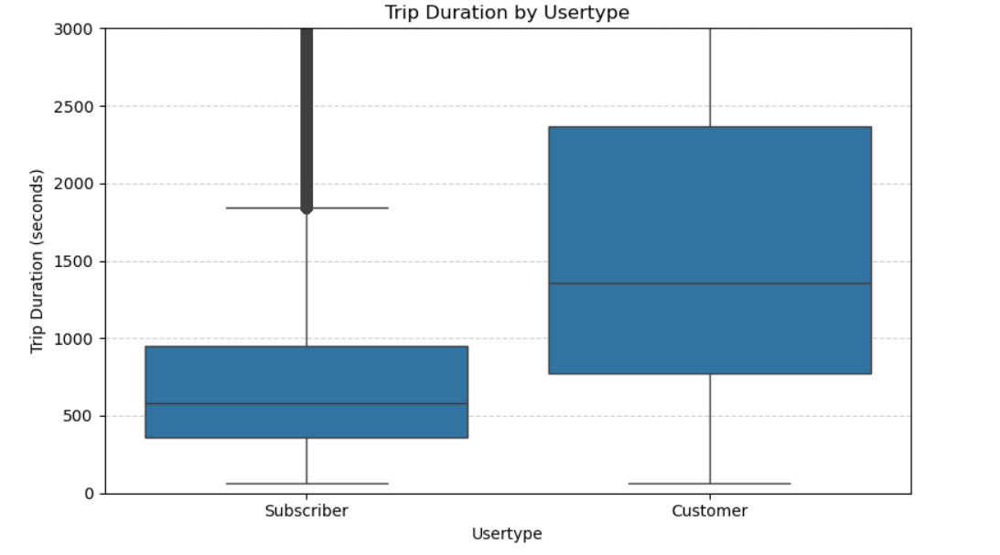 Trip Duration by Usertype
Trip Duration (seconds)
3000
2500
2000
1500
1000
500
0
Subscriber
Customer
Usertype